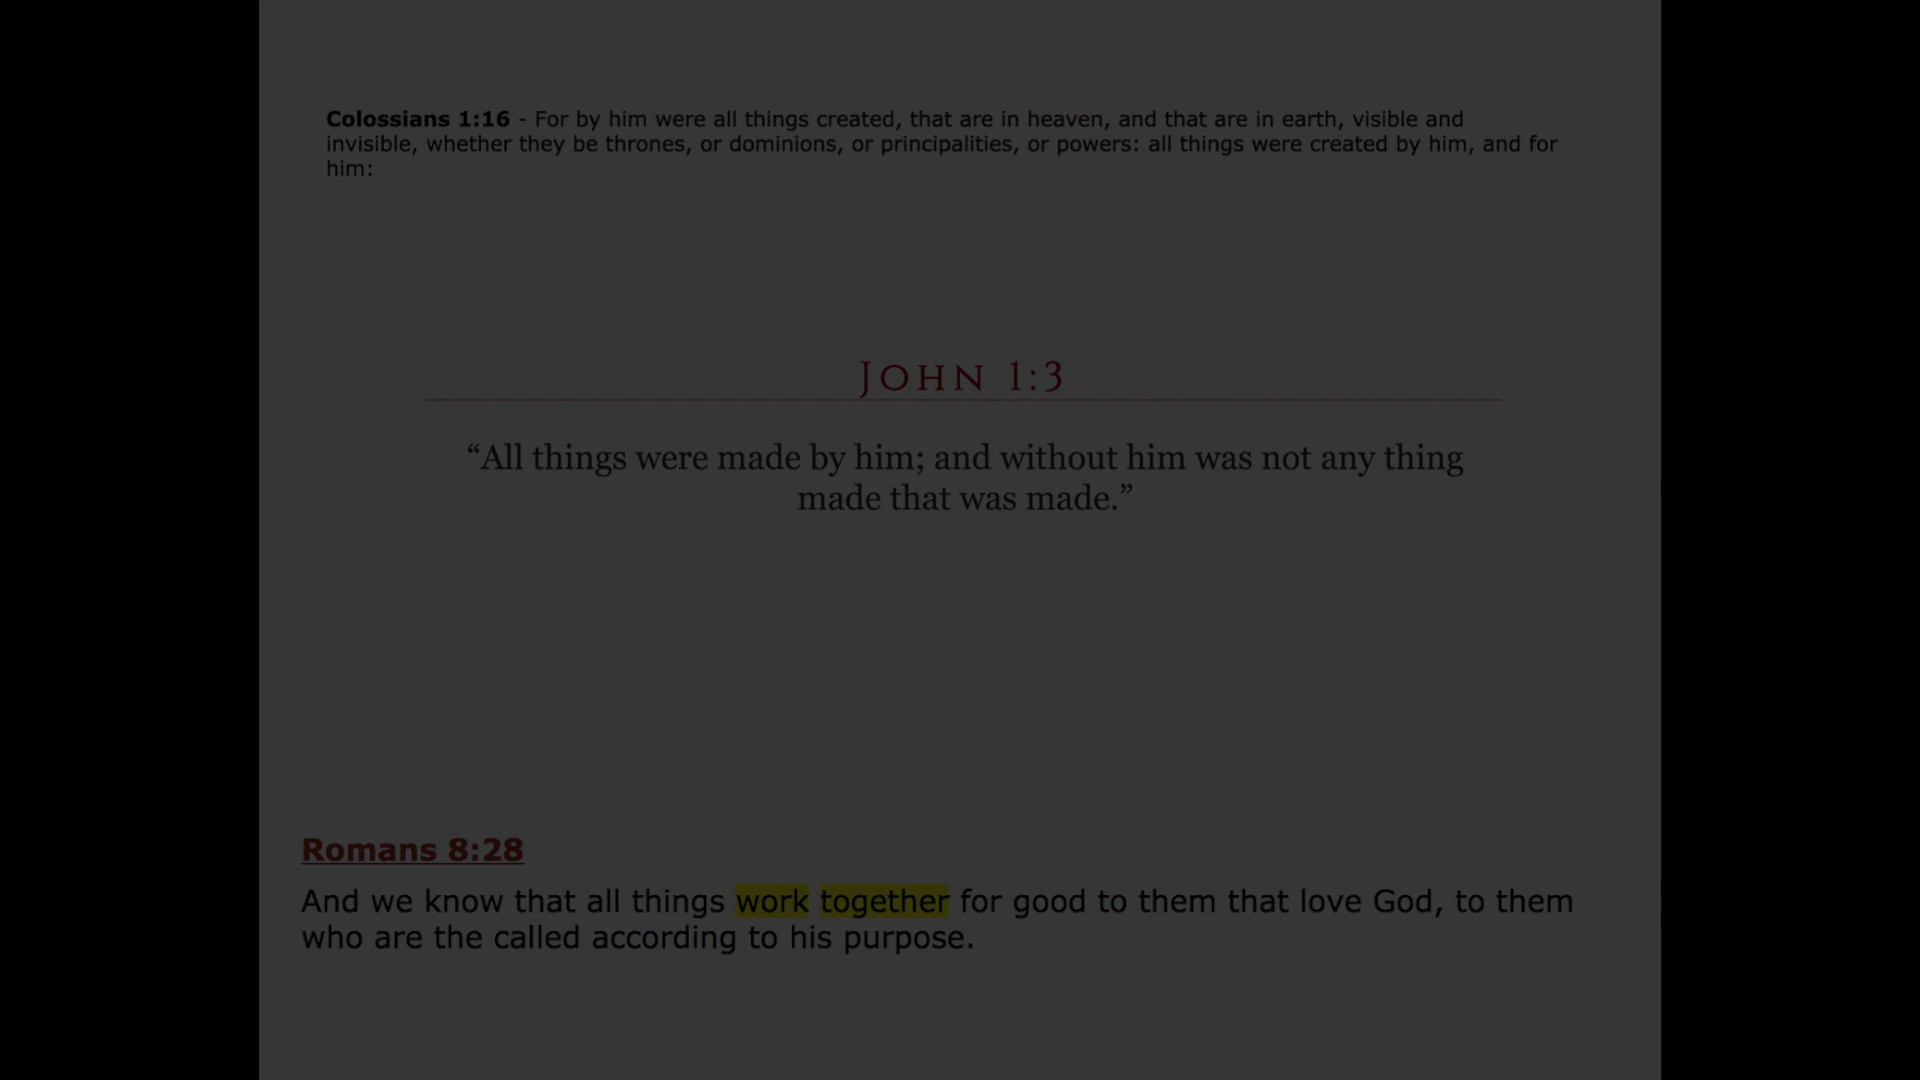 Colossians 1:16 - For by him were all things created, that are in heaven, and that are in earth, visible and
invisible, whether they be thrones, or dominions, or principalities, or powers: all things were created by him, and for
him:
JOHN 1:3
“All things were made by him; and without him was not any thing
made that was made.”
Romans 8:28
And we know that all things work together for good to them that love God, to them
who are the called according to his purpose.